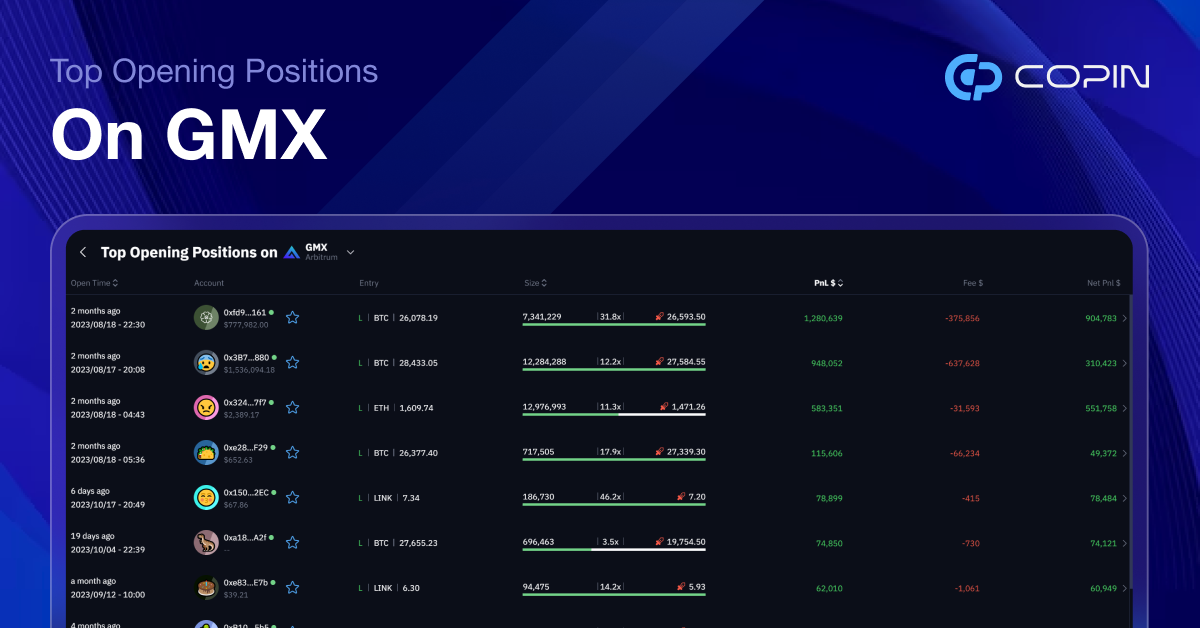 Top Opening Positions
On GMX
COPIN
Top Opening Positions on GMX
Arbitrum
Open Time Account Entry Size PnL $ Fee $ Net Pnl $
2 months ago
2023/08/18 - 22:30
0xfd9...161
$777,982.00
L | BTC | 26,078.19
7,341,229 |31.8x| 26,593.50
1,280,639 -375,856 904,783
2 months ago
2023/08/17 - 20:08
0x3B7...880
$1,536,094.18
L | BTC | 28,433.05
12,284,288 |12.2x| 27,584.55
948,052 -637,628 310,423
2 months ago
2023/08/18 - 04:43
0x324...7f7
$2,389.17
L | ETH | 1,609.74
12,976,993 |11.3x| 1,471.26
583,351 -31,593 551,758
2 months ago
2023/08/18 - 05:36
0xe28...F29
$652.63
L | BTC | 26,377.40
717,505 |17.9x| 27,339.30
115,606 -66,234 49,372
6 days ago
2023/10/17 - 20:49
0x150...2EC
$67.86
L | LINK | 7.34
186,730 |46.2x| 7.20
78,899 -415 78,484
19 days ago
2023/10/04 - 22:39
0xa18...A2f
--
L | BTC | 27,655.23
696,463 | 3.5x | 19,754.50
74,850 -730 74,121
a month ago
2023/09/12 - 10:00
0xe83...E7b
$39.21
L | LINK | 6.30
94,475 |14.2x| 5.93
62,010 -1,061 60,949
4 months ago